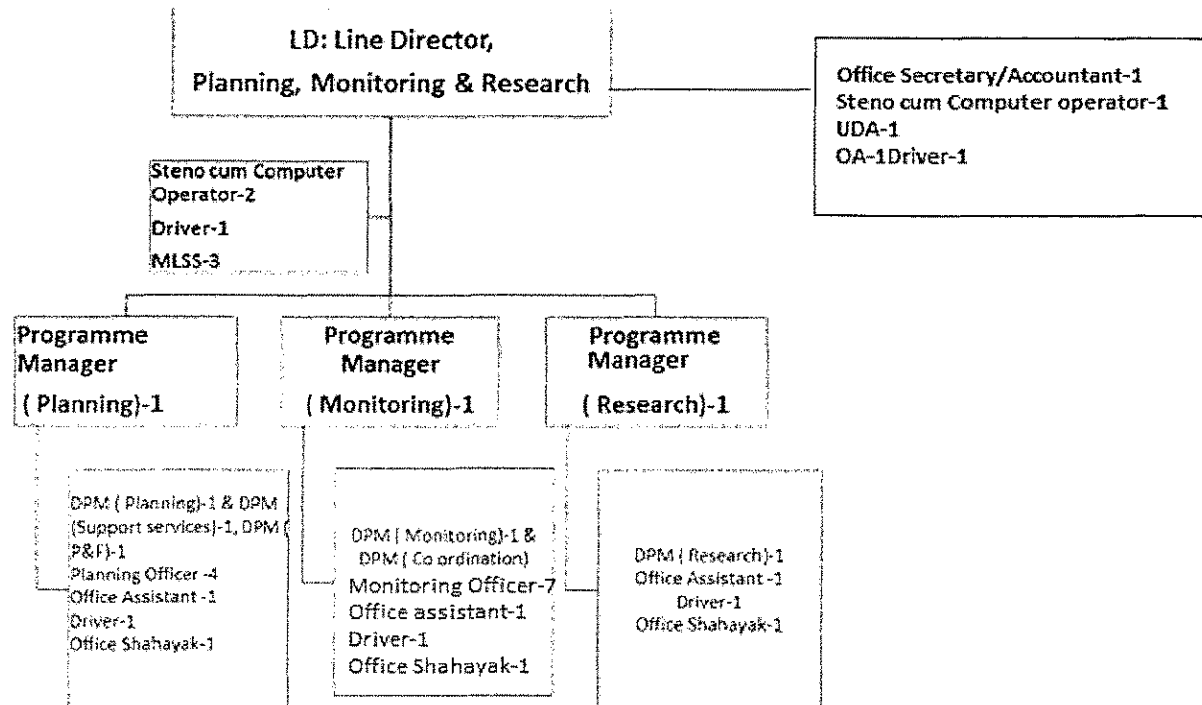 LD: Line Director,
Planning, Monitoring & Research
Office Secretary/Accountant-1
Steno cum Computer operator-1
UDA-1
OA-1Driver-1
Steno cum Computer
Operator-2
Driver-1
MLSS-3
Programme
Manager
( Planning)-1
Programme
Manager
( Monitoring)-1
Programme
Manager
( Research)-1
DPM ( Planning)-1 & DPM
(Support services)-1, DPM (
P&F)-1
Planning Officer -4
Office Assistant -1
Driver-1
Office Shahayak-1
DPM ( Monitoring)-1 &
DPM ( Co ordination)
Monitoring Officer-7
Office assistant-1
Driver-1
Office Shahayak-1
DPM ( Research)-1
Office Assistant -1
Driver-1
Office Shahayak-1